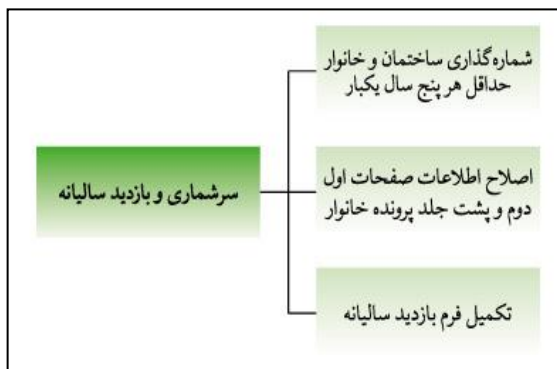 شماره‌گذاری ساختمان و خانوار
حداقل هر پنج سال یکبار
سرشماری و بازدید سالیانه
اصلاح اطلاعات صفحات اول
دوم و پشت جلد پرونده خانوار
تکمیل فرم بازدید سالیانه